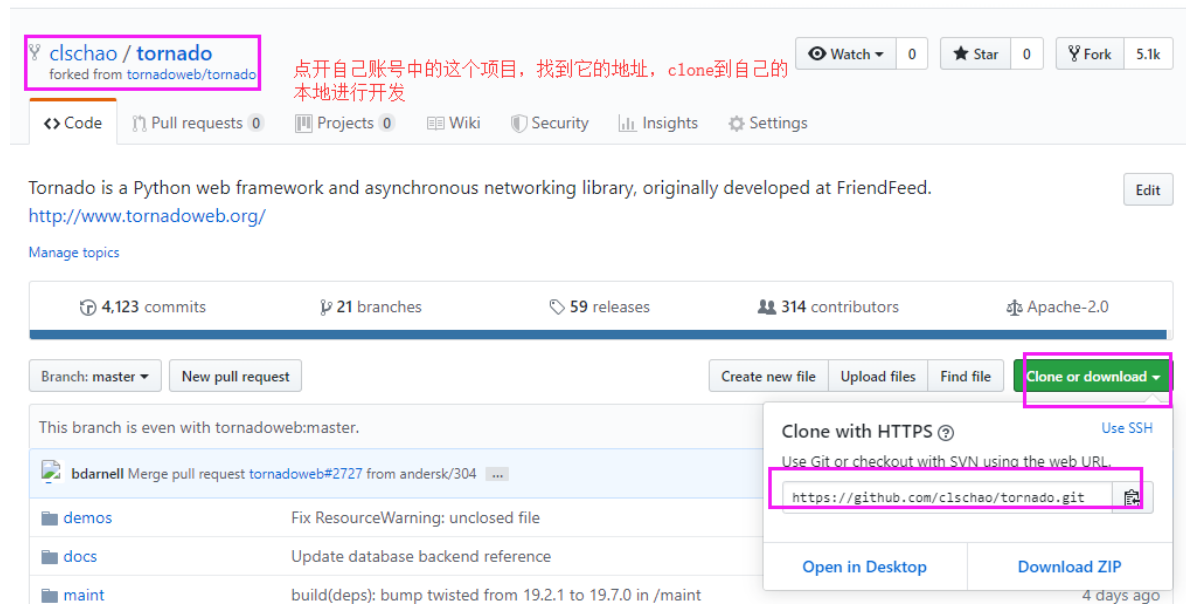 clschao / tornado
forked from tornadoweb/tornado
点开自己账号中的这个项目，找到它的地址，clone到自己的
本地进行开发
Watch 0 Star 0 Fork 5.1k
Code Pull requests 0 Projects 0 Wiki Security Insights Settings
Tornado is a Python web framework and asynchronous networking library, originally developed at FriendFeed.
Edit
http://www.tornadoweb.org/
Manage topics
4,123 commits 21 branches 59 releases 314 contributors Apache-2.0
Branch: master New pull request Create new file Upload files Find file Clone or download
This branch is even with tornadoweb:master.
Clone with HTTPS Use SSH
Use Git or checkout with SVN using the web URL.
bdarnell Merge pull request tornadoweb#2727 from andersk/304 ...
https://github.com/clschao/tornado.git
demos Fix ResourceWarning: unclosed file
docs Update database backend reference
Open in Desktop Download ZIP
maint build(deps): bump twisted from 19.2.1 to 19.7.0 in /maint 4 days ago